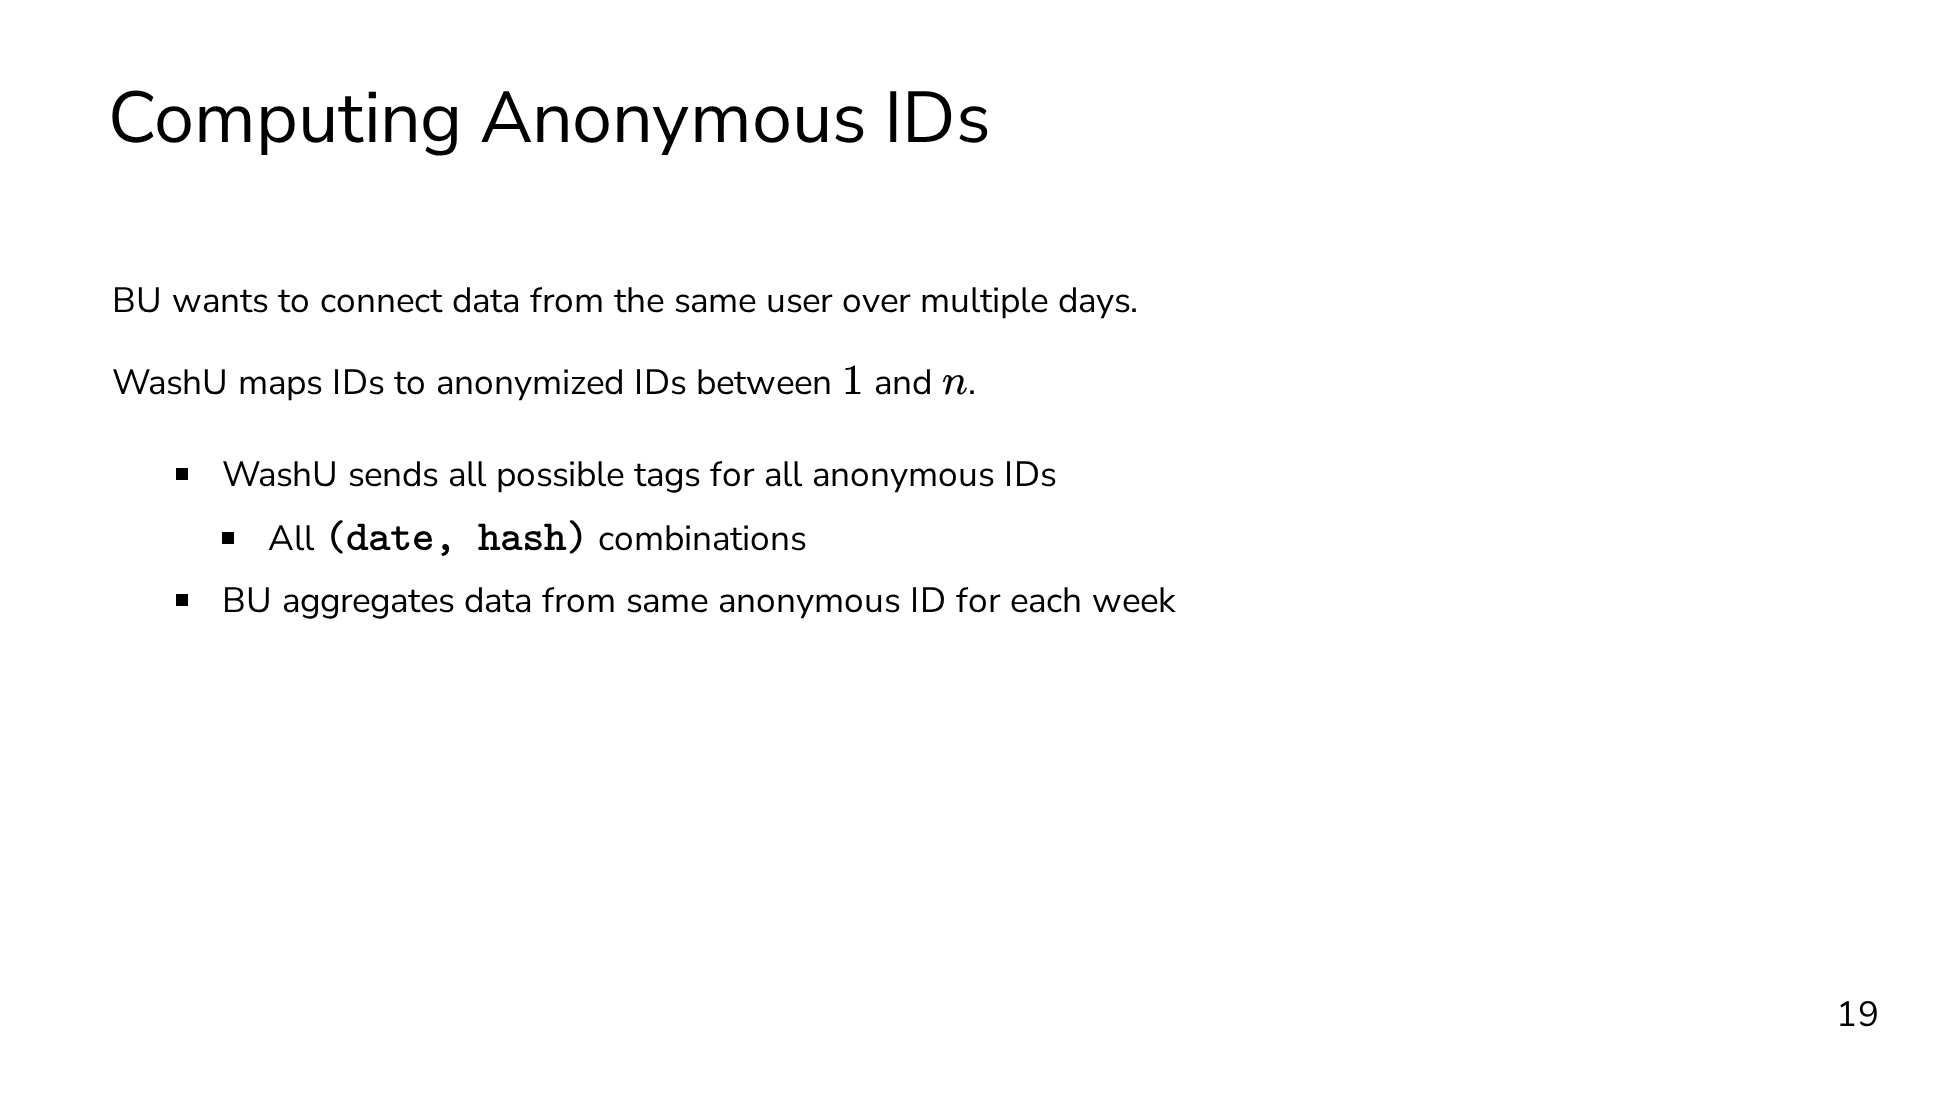 Computing Anonymous IDs
BU wants to connect data from the same user over multiple days.
WashU maps IDs to anonymized IDs between 1 and n.
▪ WashU sends all possible tags for all anonymous IDs
▪ All (date, hash) combinations
▪ BU aggregates data from same anonymous ID for each week
19